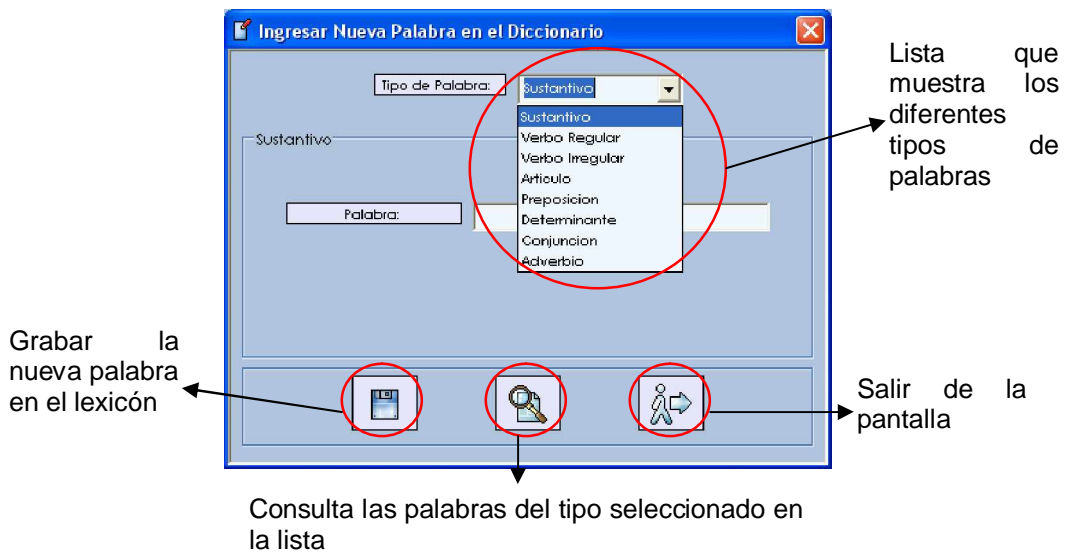 Ingresar Nueva Palabra en el Diccionario
Tipo de Palabra:
Sustantivo
Sustantivo
Verbo Regular
Verbo Irregular
Articulo
Preposicion
Determinante
Conjuncion
Adverbio
Sustantivo
Palabra:
Lista que
muestra los
diferentes
tipos de
palabras
Grabar la
nueva palabra
en el lexicón
Salir de la
pantalla
Consulta las palabras del tipo seleccionado en
la lista